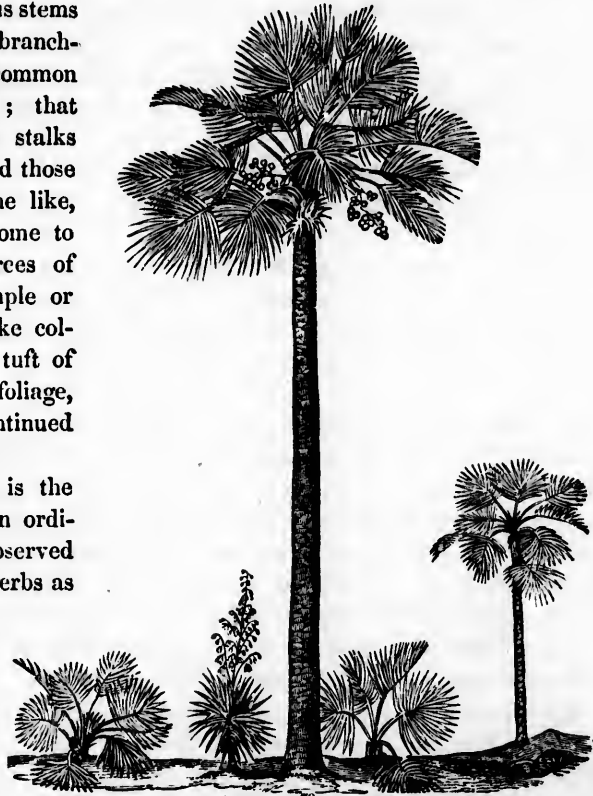 us stems
branch-
ommon
; that
stalks
d those
ne like,
ome to
rces of
nple or
ke col-
tuft of
foliage,
ntinued
is the
n ordi-
bserved
erbs as